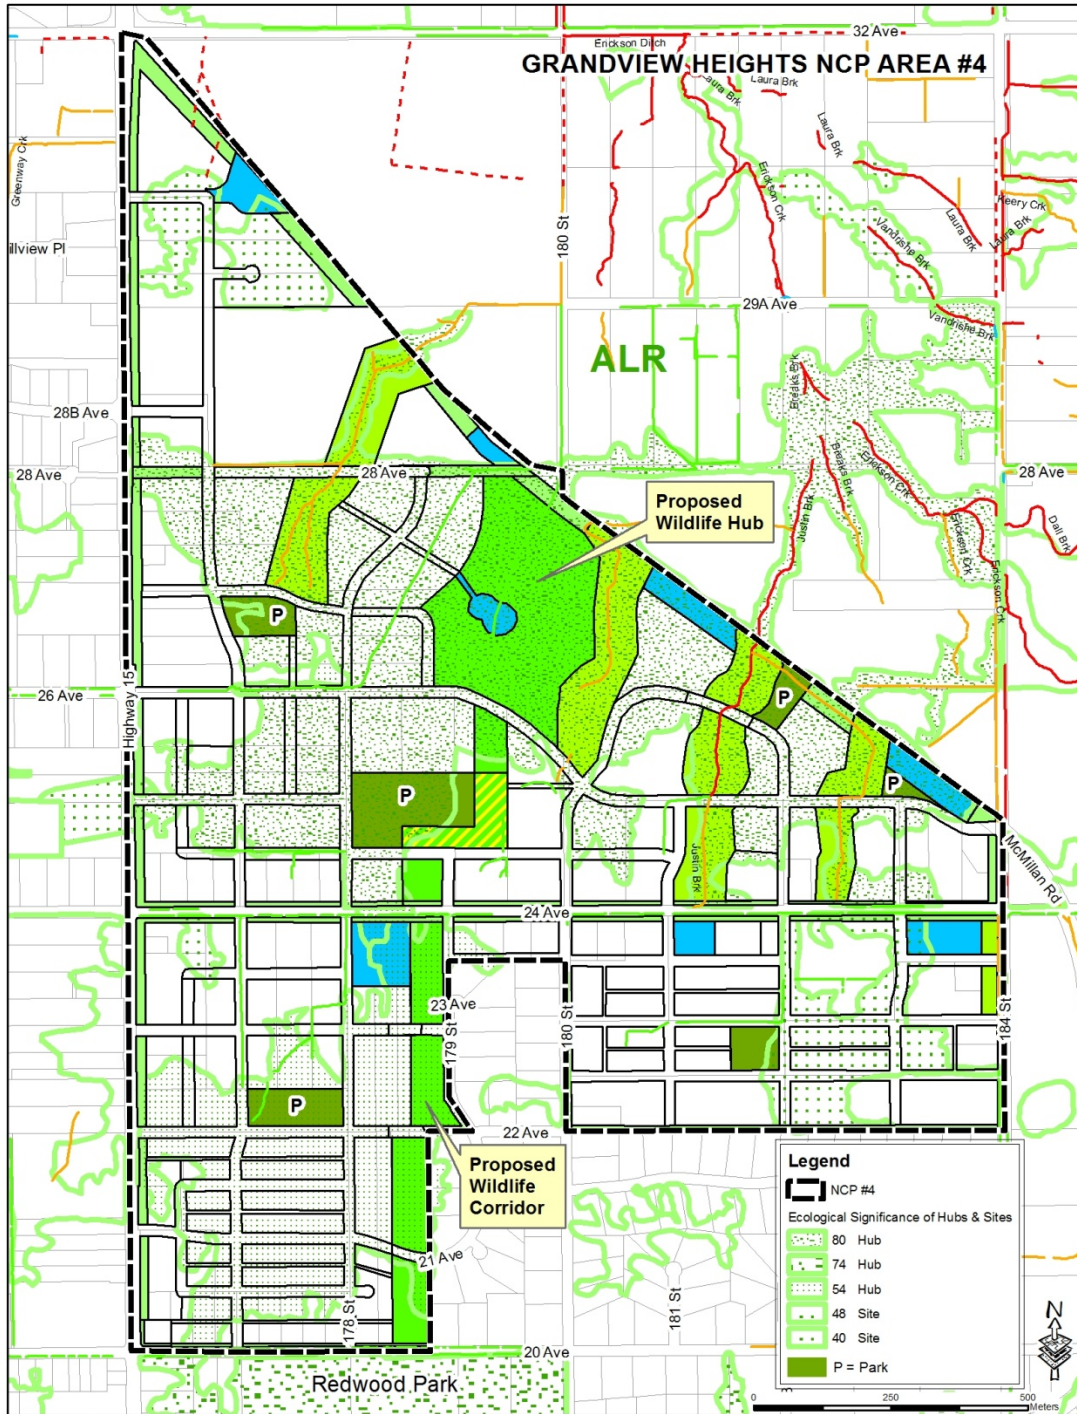 32 Ave
Erickson Ditch
GRANDVIEW HEIGHTS NCP AREA #4
Laura Brk
Laura Brk
Laura Brk
Greenway Crk
Erickson Crk
Keery Crk
Laura Brk
Laura Brk
Vandrishe Brk
illview Pl
180 St
29A Ave
Vandrishe Brk
ALR
Breaks Brk
28B Ave
28 Ave
28 Ave
28 Ave
Breaks Brk
Erickson Crk
Justin Brk
Proposed
Wildlife Hub
Erickson Crk
Dall Brk
Erickson Crk
P
P
26 Ave
Highway 15
P
P
McMillan Rd
Justin Brk
24 Ave
23 Ave
179 St
180 St
184 St
P
22 Ave
Proposed
Wildlife
Corridor
21 Ave
178 St
181 St
20 Ave
Redwood Park
Legend
NCP #4
Ecological Significance of Hubs & Sites
80 Hub
74 Hub
54 Hub
48 Site
40 Site
P = Park
N
0 250 500
Meters